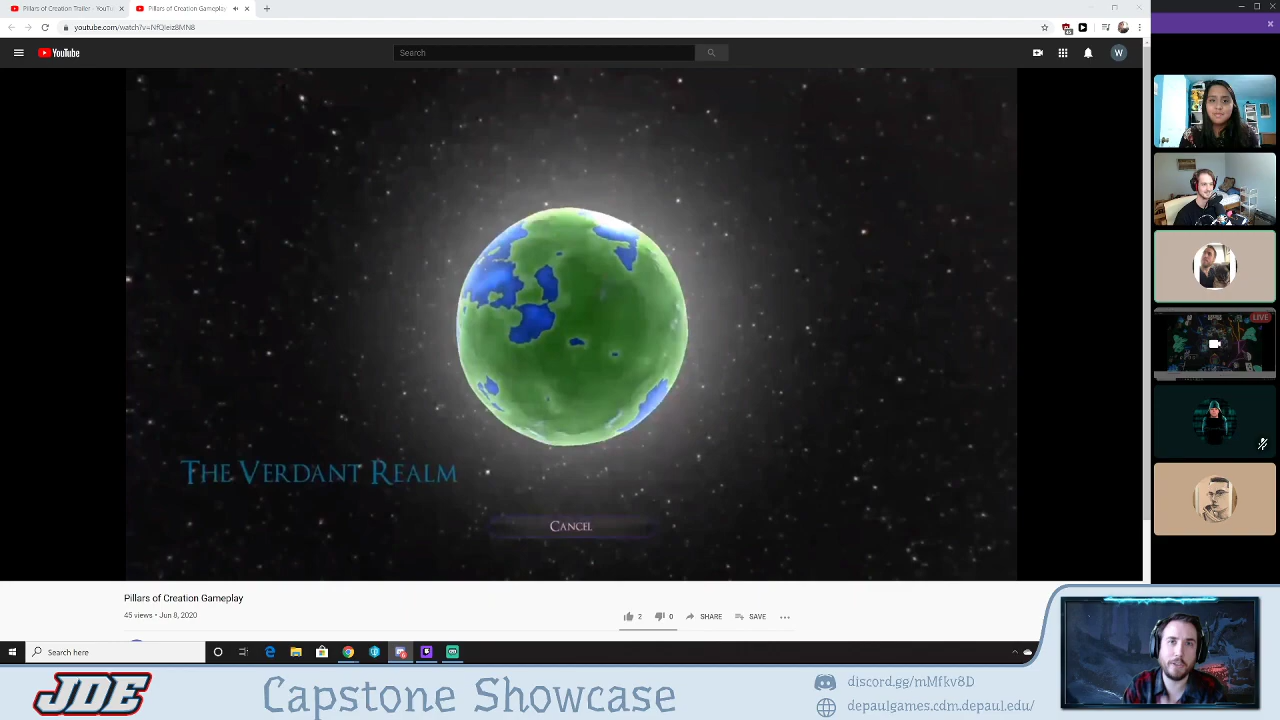 Pillars of Creation Trailer - YouTu
Pillars of Creation Gameplay
youtube.com/watch?v=NfQIeiz8MN8
YouTube
Search
W
The Verdant Realm
Cancel
LIVE
Pillars of Creation Gameplay
45 views • Jun 8, 2020
2
0
SHARE
SAVE
Search here
JDE
Capstone Showcase
discord.gg/mMfkv8D
depaulgames.cdm.depaul.edu/